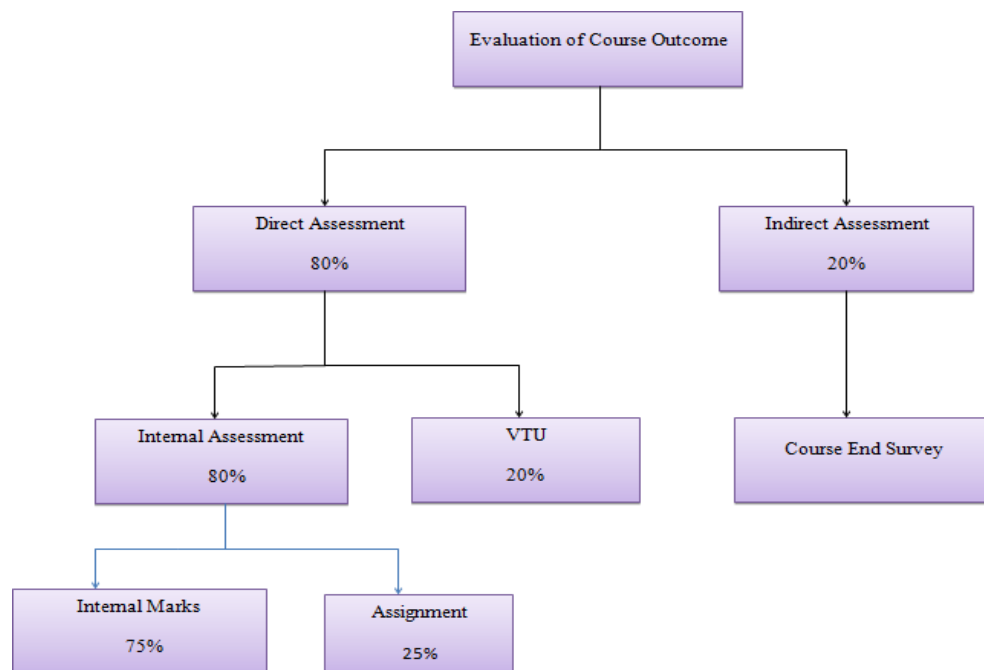 Evaluation of Course Outcome
Direct Assessment
80%
Indirect Assessment
20%
Internal Assessment
80%
VTU
20%
Course End Survey
Internal Marks
75%
Assignment
25%